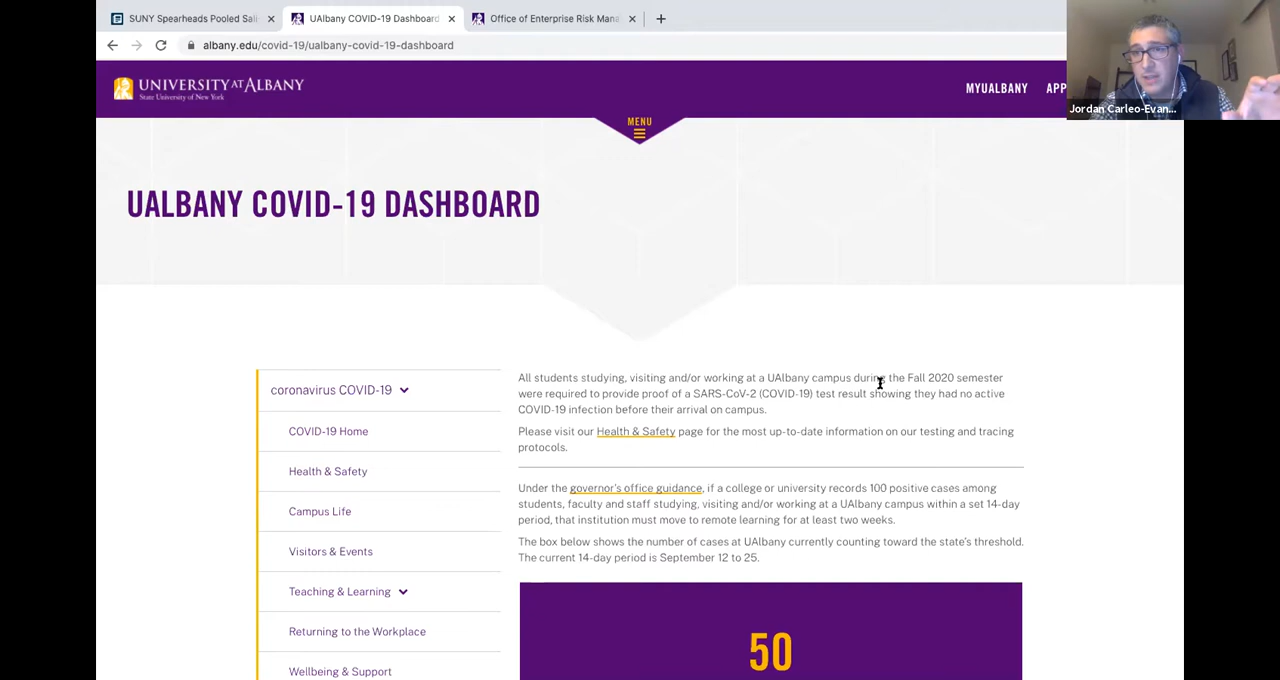 SUNY Spearheads Pooled Sali
UAlbany COVID-19 Dashboard
Office of Enterprise Risk Mana
albany.edu/covid-19/ualbany-covid-19-dashboard
UNIVERSITY AT ALBANY
State University of New York
MYUALBANY
APP
Jordan Carleo-Evan...
MENU
UALBANY COVID-19 DASHBOARD
coronavirus COVID-19
COVID-19 Home
Health & Safety
Campus Life
Visitors & Events
Teaching & Learning
Returning to the Workplace
Wellbeing & Support
All students studying, visiting and/or working at a UAlbany campus during the Fall 2020 semester
were required to provide proof of a SARS-CoV-2 (COVID-19) test result showing they had no active
COVID-19 infection before their arrival on campus.
Please visit our Health & Safety page for the most up-to-date information on our testing and tracing
protocols.
Under the governor's office guidance, if a college or university records 100 positive cases among
students, faculty and staff studying, visiting and/or working at a UAlbany campus within a set 14-day
period, that institution must move to remote learning for at least two weeks.
The box below shows the number of cases at UAlbany currently counting toward the state's threshold.
The current 14-day period is September 12 to 25.
50